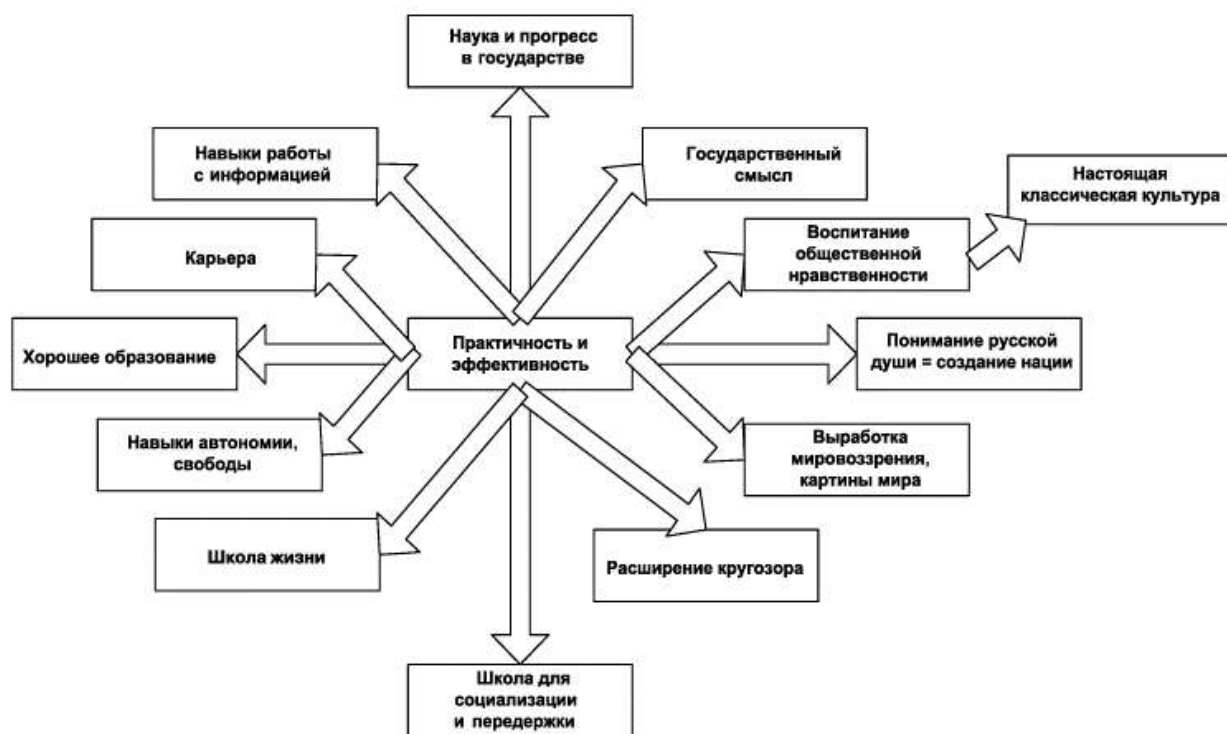 Наука и прогресс
в государстве
Навыки работы
с информацией
Государственный
смысл
Настоящая
классическая культура
Карьера
Воспитание
общественной
нравственности
Хорошее образование
Практичность и
эффективность
Понимание русской
души = создание нации
Навыки автономии,
свободы
Выработка
мировоззрения,
картины мира
Школа жизни
Расширение кругозора
Школа для
социализации
и передержки